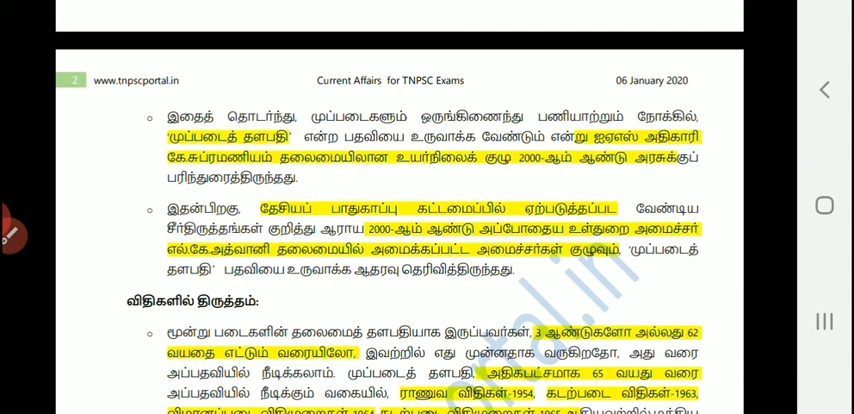 2 www.tnpscportal.in Current Affairs for TNPSC Exams 06 January 2020
இதைத் தொடர்ந்து, முப்படைகளும் ஒருங்கிணைந்து பணியாற்றும் நோக்கில்,
'முப்படைத் தளபதி' என்ற பதவியை உருவாக்க வேண்டும் என்று ஐஏஎஸ் அதிகாரி
கே.சுப்ரமணியம் தலைமையிலான உயர்நிலைக் குழு 2000-ஆம் ஆண்டு அரசுக்குப்
பரிந்துரைத்திருந்தது.
இதன்பிறகு, தேசியப் பாதுகாப்பு கட்டமைப்பில் ஏற்படுத்தப்பட வேண்டிய
சீர்திருத்தங்கள் குறித்து ஆராய 2000-ஆம் ஆண்டு அப்போதைய உள்துறை அமைச்சர்
எல்.கே.அத்வானி தலைமையில் அமைக்கப்பட்ட அமைச்சர்கள் குழுவும், 'முப்படைத்
தளபதி' பதவியை உருவாக்க ஆதரவு தெரிவித்திருந்தது.
விதிகளில் திருத்தம்:
மூன்று படைகளின் தலைமைத் தளபதியாக இருப்பவர்கள், 3 ஆண்டுகளோ அல்லது 62
வயதை எட்டும் வரையிலோ, இவற்றில் எது முன்னதாக வருகிறதோ, அது வரை
அப்பதவியில் நீடிக்கலாம். முப்படைத் தளபதி, அதிகபட்சமாக 65 வயது வரை
அப்பதவியில் நீடிக்கும் வகையில், ராணுவ விதிகள்-1954, கடற்படை விதிகள்-1963,